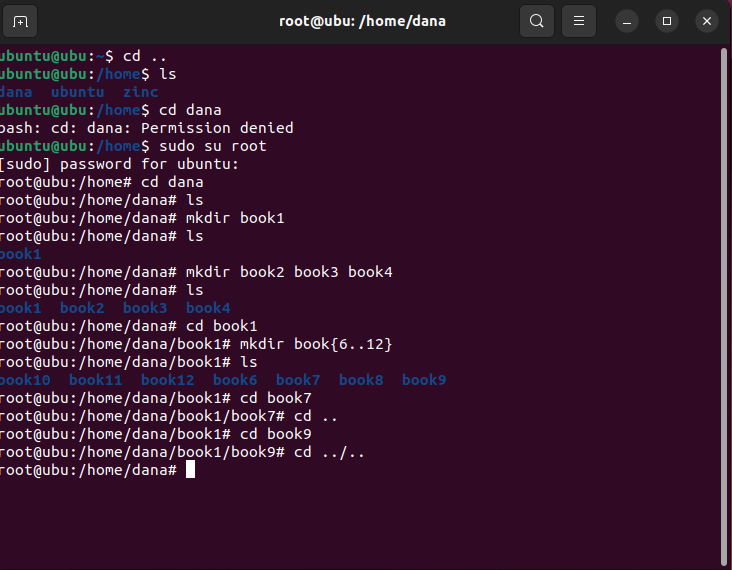 root@ubu: /home/dana
ubuntu@ubu:~$ cd ..
ubuntu@ubu:/home$ ls
dana  ubuntu  zinc
ubuntu@ubu:/home$ cd dana
bash: cd: dana: Permission denied
ubuntu@ubu:/home$ sudo su root
[sudo] password for ubuntu:
root@ubu:/home# cd dana
root@ubu:/home/dana# ls
root@ubu:/home/dana# mkdir book1
root@ubu:/home/dana# ls
book1
root@ubu:/home/dana# mkdir book2 book3 book4
root@ubu:/home/dana# ls
book1  book2  book3  book4
root@ubu:/home/dana# cd book1
root@ubu:/home/dana/book1# mkdir book{6..12}
root@ubu:/home/dana/book1# ls
book10  book11  book12  book6  book7  book8  book9
root@ubu:/home/dana/book1# cd book7
root@ubu:/home/dana/book1/book7# cd ..
root@ubu:/home/dana/book1# cd book9
root@ubu:/home/dana/book1/book9# cd ../..
root@ubu:/home/dana#